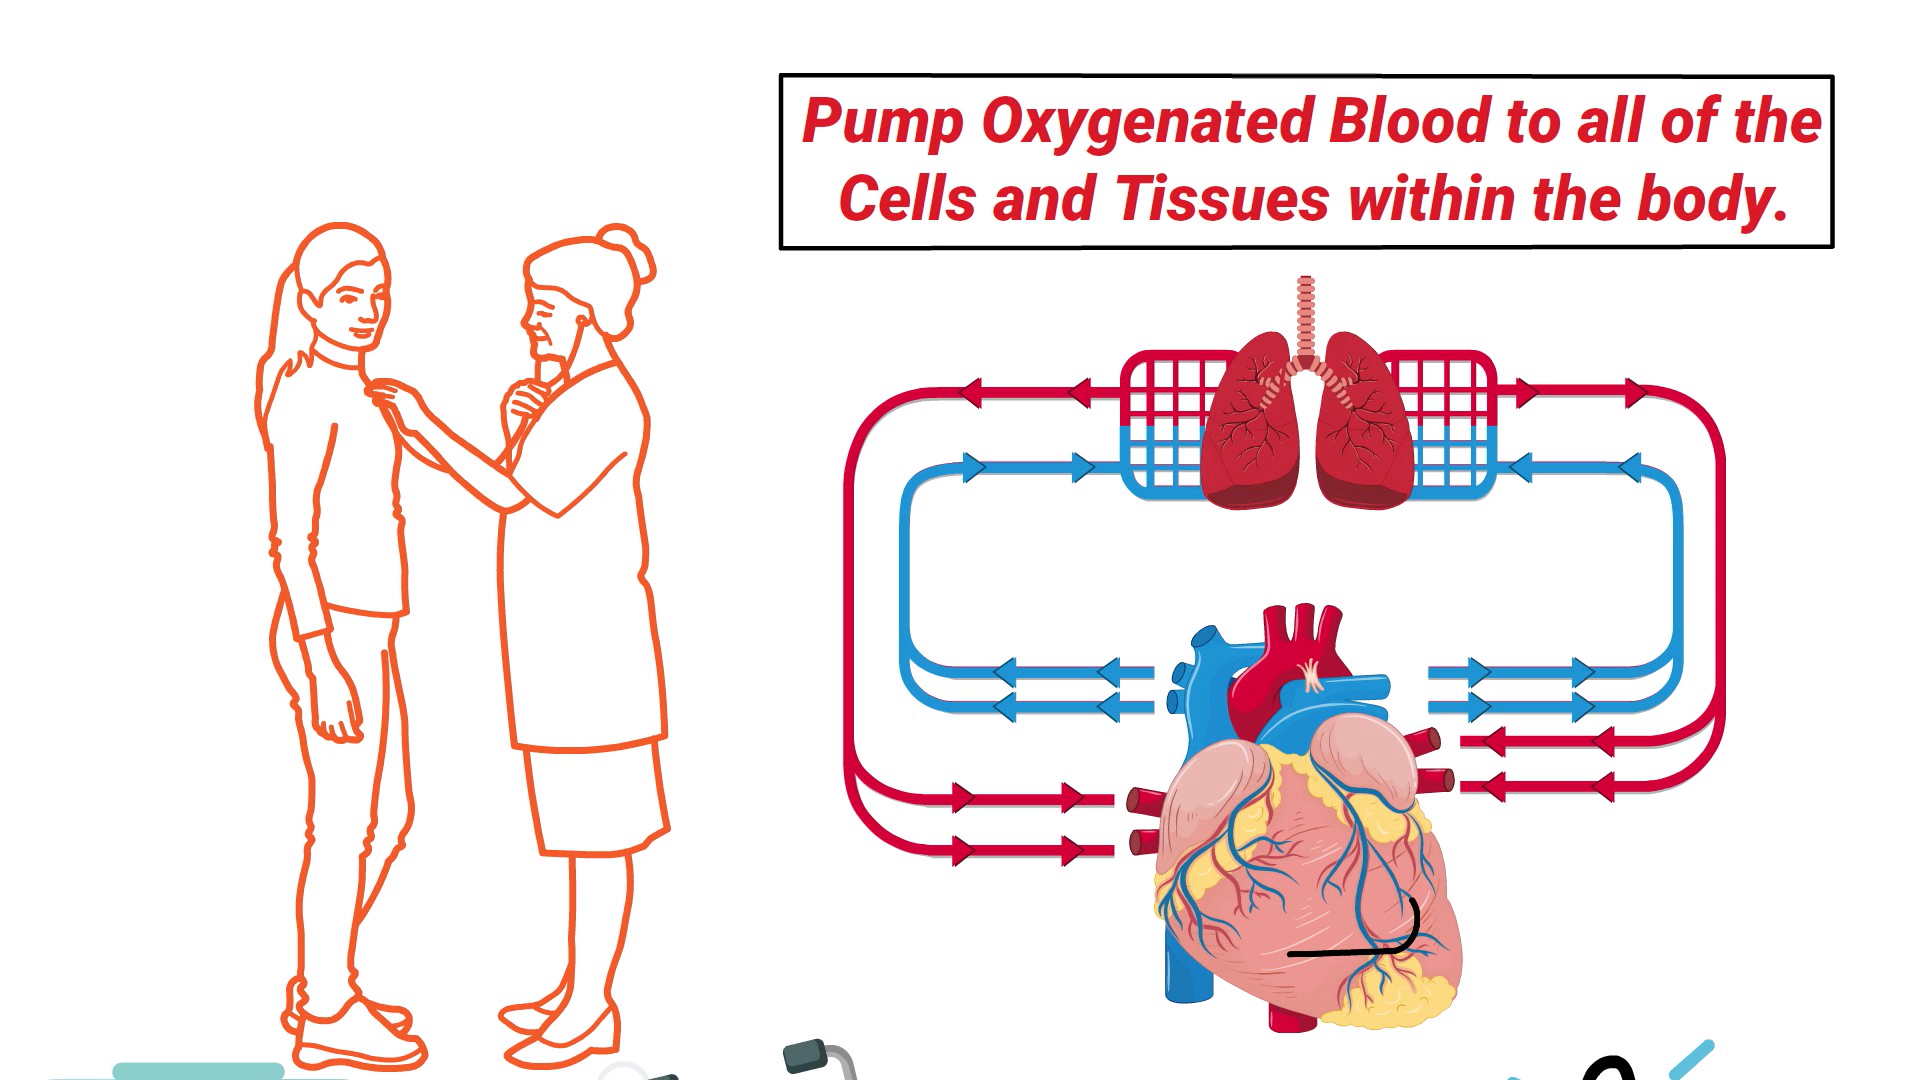 Pump Oxygenated Blood to all of the
Cells and Tissues within the body.